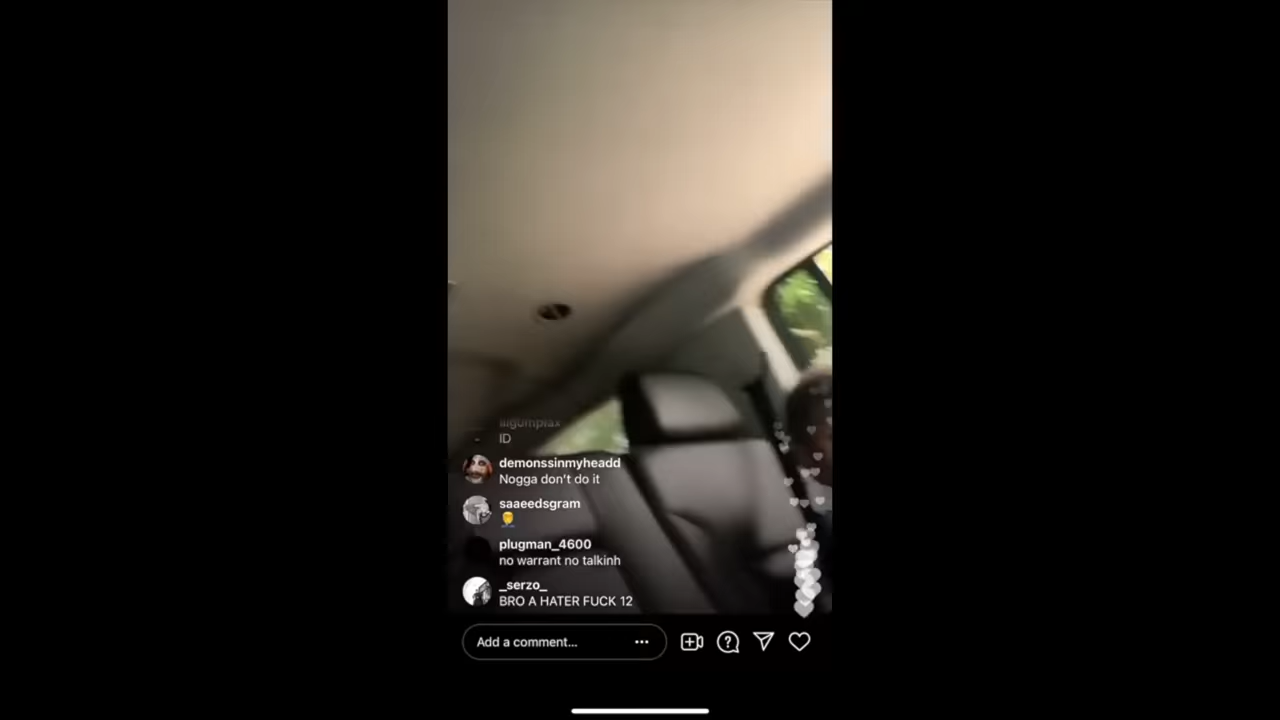 ID
demonssinmyheadd
Nogga don't do it
saaeedsgram
plugman_4600
no warrant no talkinh
_serzo_
BRO A HATER FUCK 12
Add a comment...